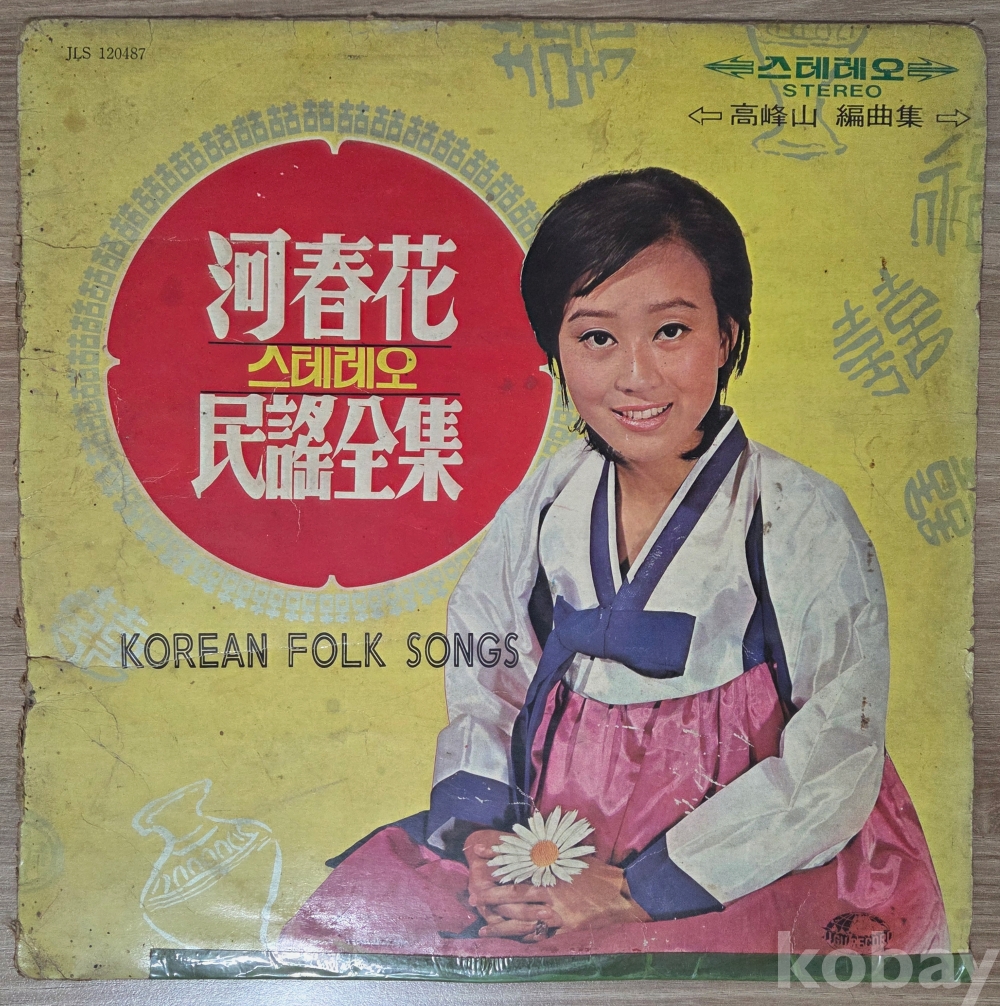 JLS 120487
스테레오
STEREO
高峰山 編曲集
河春花
스테레오
民謠全集
KOREAN FOLK SONGS
kobay